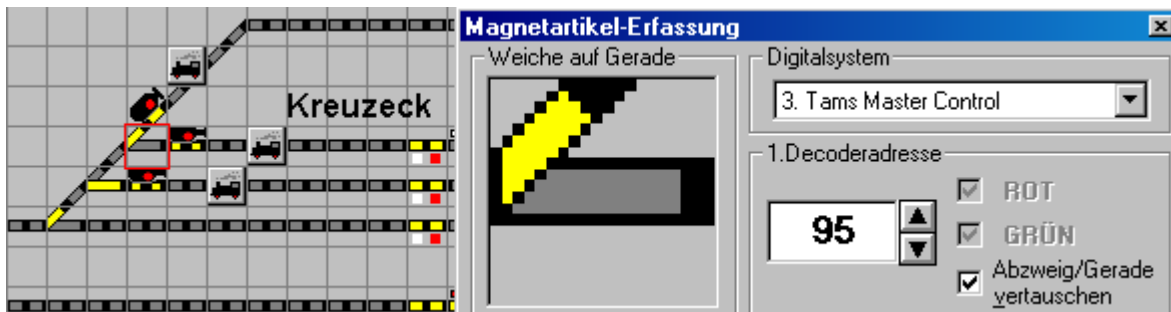 Kreuzeck
Magnetartikel-Erfassung
Weiche auf Gerade
Digitalsystem
3. Tams Master Control
1.Decoderadresse
95
ROT
GRÜN
Abzweig/Gerade
vertauschen